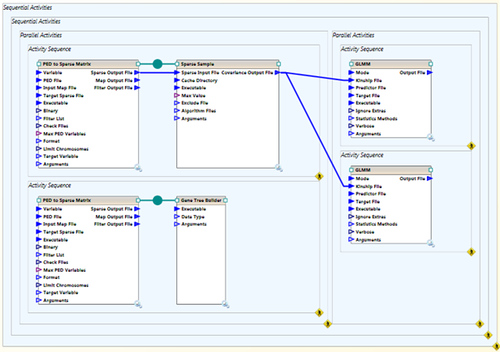 Sequential Activities
Sequential Activities
Parallel Activities
Activity Sequence
PED to Sparse Matrix
Variable Sparse Output File
PED File Map Output File
Input Map File Filter Output File
Target Sparse File
Executable
Binary
Filter List
Check Files
Max PED Variables
Format
Limit Chromosomes
Target Variable
Arguments
Sparse Sample
Sparse Input File Covariance Output File
Cache Directory
Executable
Max Value
Exclude File
Algorithm Files
Arguments
Activity Sequence
PED to Sparse Matrix
Variable Sparse Output File
PED File Map Output File
Input Map File Filter Output File
Target Sparse File
Executable
Binary
Filter List
Check Files
Max PED Variables
Format
Limit Chromosomes
Target Variable
Arguments
Gene Tree Builder
Executable
Data Type
Arguments
Parallel Activities
Activity Sequence
GLMM
Mode Output File
Kinship File
Predictor File
Target File
Executable
Ignore Extras
Statistics Methods
Verbose
Arguments
Activity Sequence
GLMM
Mode Output File
Kinship File
Predictor File
Target File
Executable
Ignore Extras
Statistics Methods
Verbose
Arguments